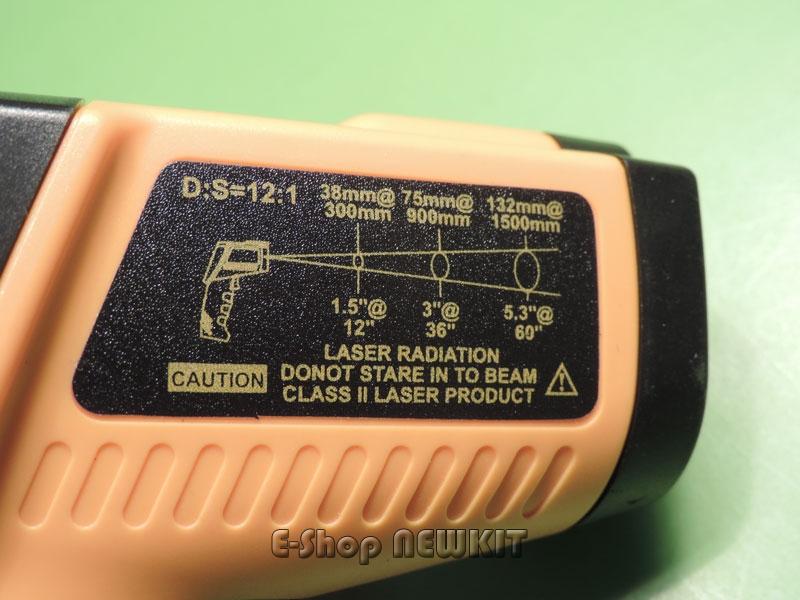 D:S=12:1
38mm@ 75mm@ 132mm@
300mm 900mm 1500mm
1.5"@ 3"@ 5.3"@
12" 36" 60"
LASER RADIATION
CAUTION DONOT STARE IN TO BEAM
CLASS II LASER PRODUCT
E-Shop NEWKIT